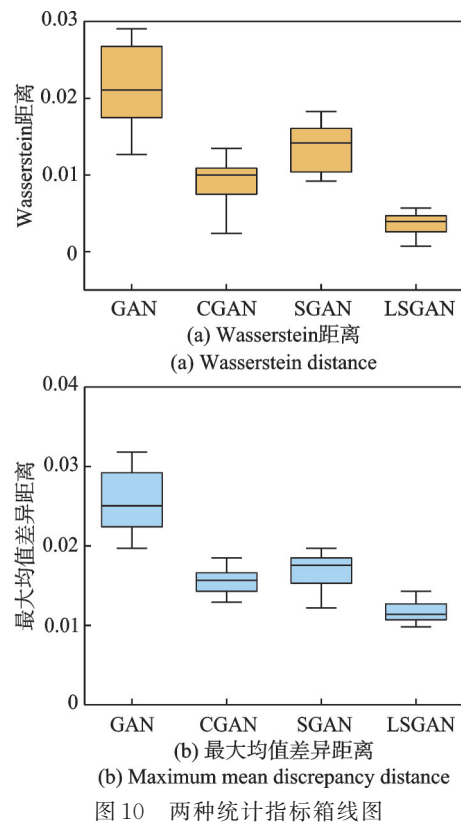 0.03
0.02
0.01
0
Wasserstein距离
GAN CGAN SGAN LSGAN
(a) Wasserstein距离
(a) Wasserstein distance
0.04
0.03
0.02
0.01
0
最大均值差异距离
GAN CGAN SGAN LSGAN
(b) 最大均值差异距离
(b) Maximum mean discrepancy distance
图10 两种统计指标箱线图